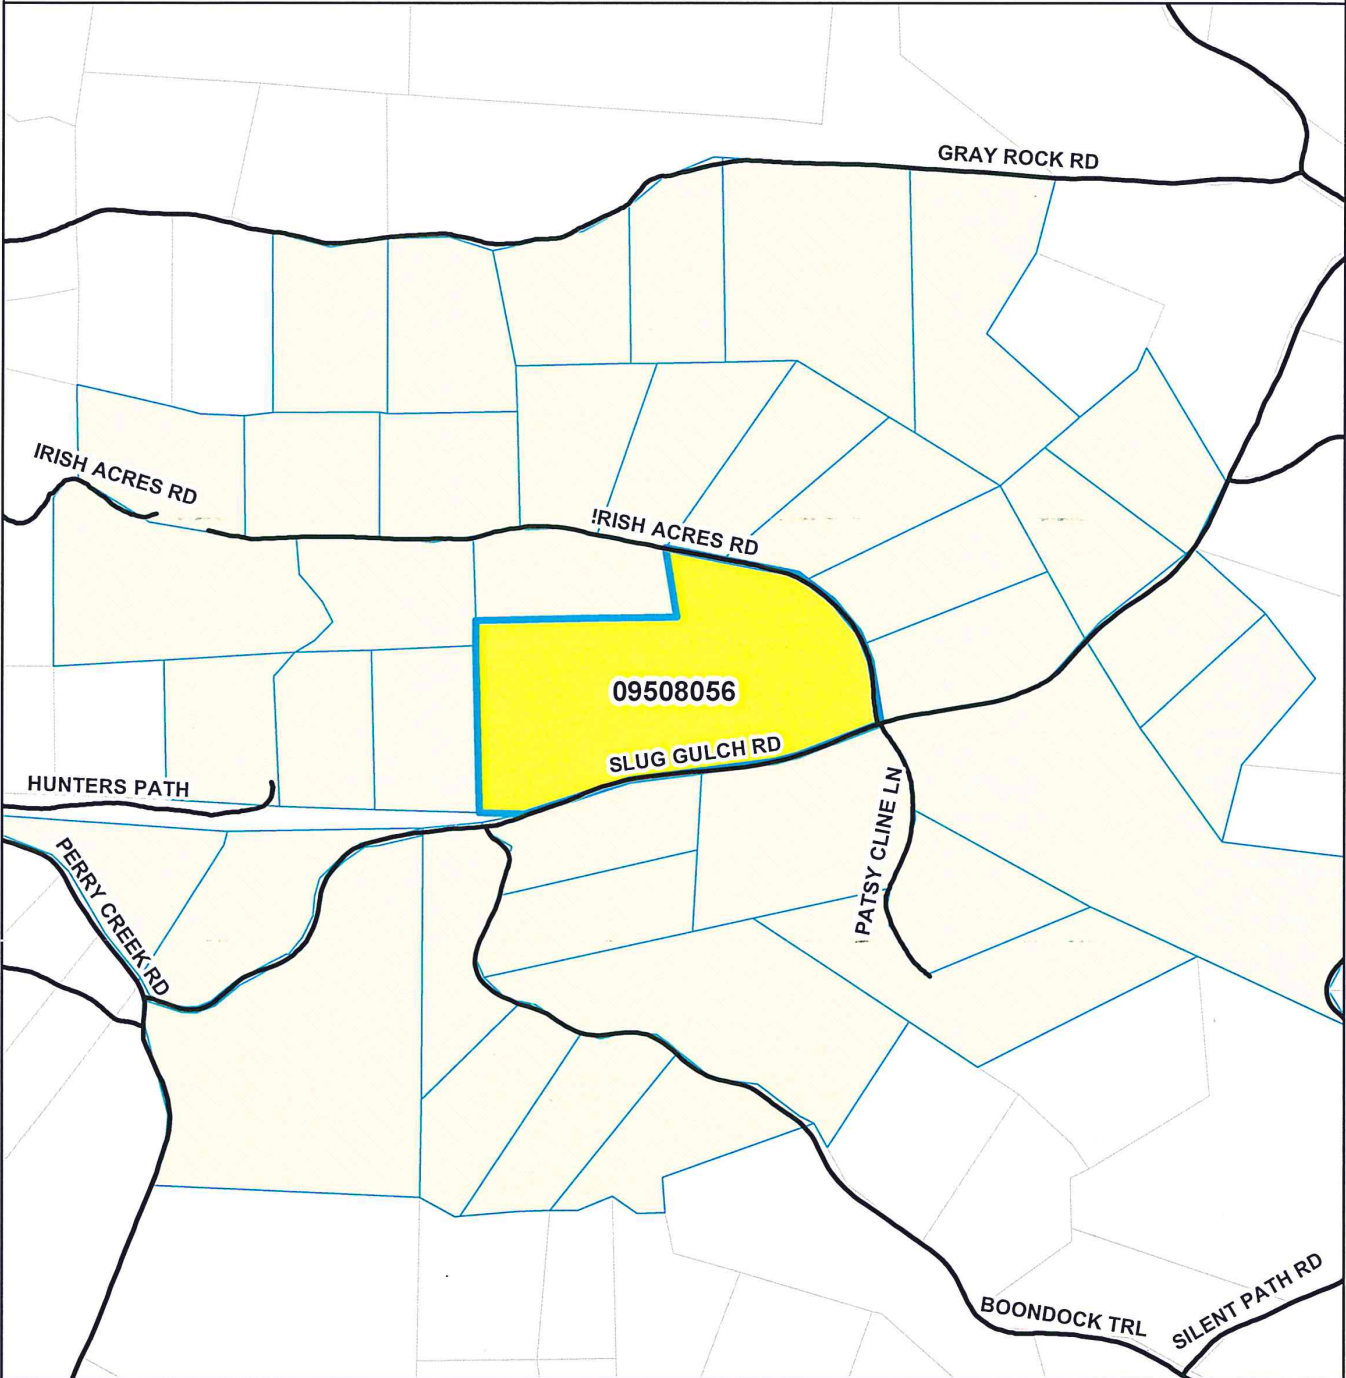 GRAY ROCK RD
IRISH ACRES RD
IRISH ACRES RD
09508056
SLUG GULCH RD
HUNTERS PATH
PATSY CLINE LN
PERRY CREEK RD
BOONDOCK TRL
SILENT PATH RD